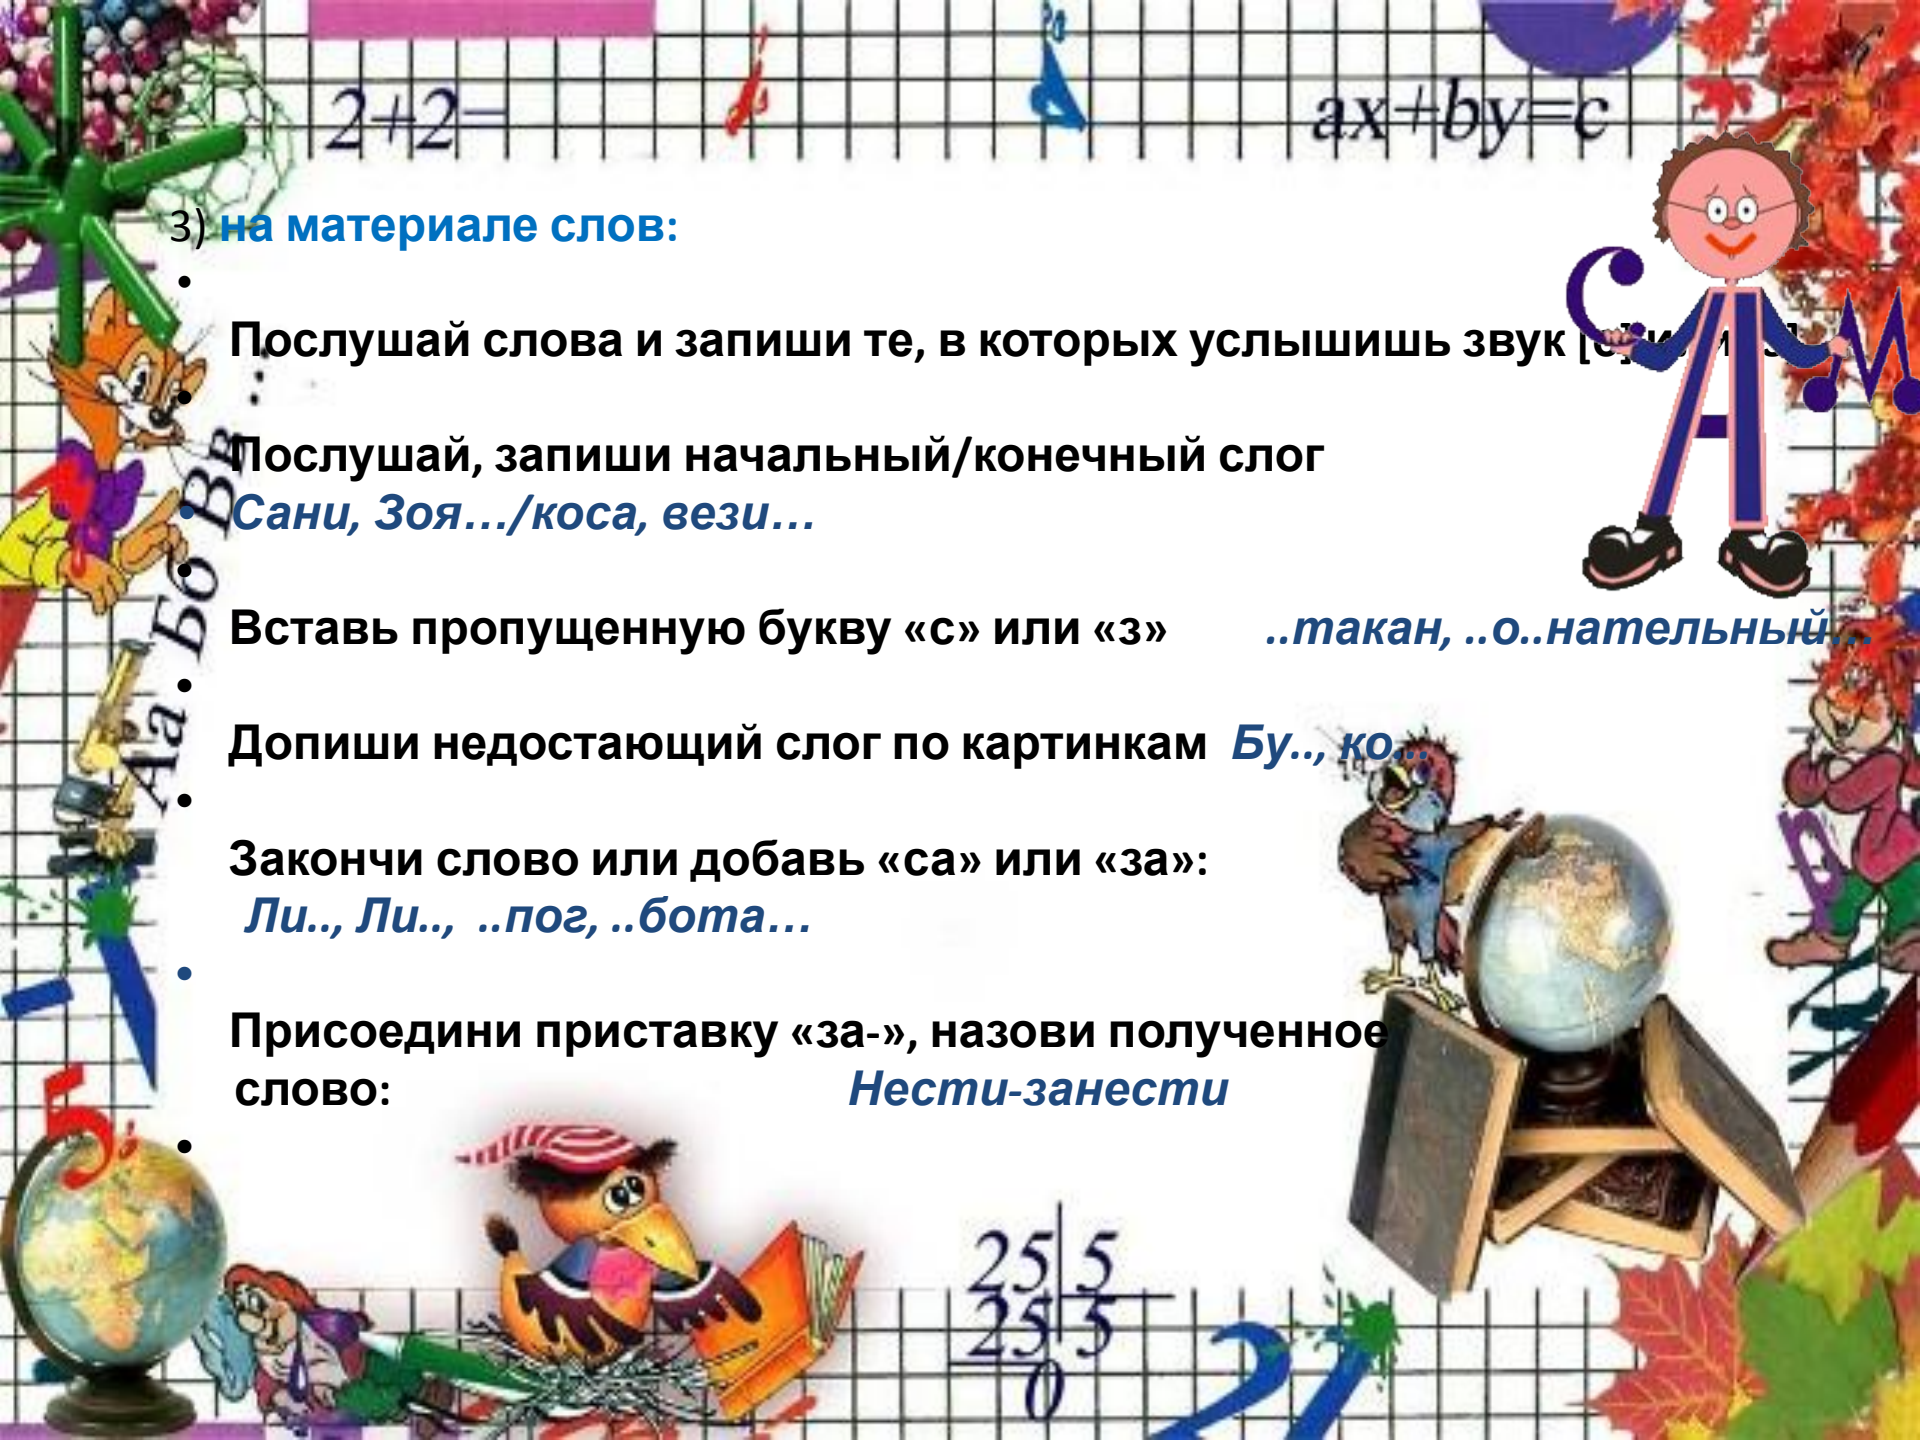 2+2=
ax+by=c
3) на материале слов:
Послушай слова и запиши те, в которых услышишь звук
Послушай, запиши начальный/конечный слог
Сани, Зоя…/коса, вези…
Вставь пропущенную букву «с» или «з» ..такан, ..о..нательный…
Допиши недостающий слог по картинкам Бу.., ко...
Закончи слово или добавь «са» или «за»:
Ли.., Ли.., ..пог, ..бота…
Присоедини приставку «за-», назови полученное
слово: Нести-занести
Аа Бб Вв ...
С А М
25 5
25 5
0